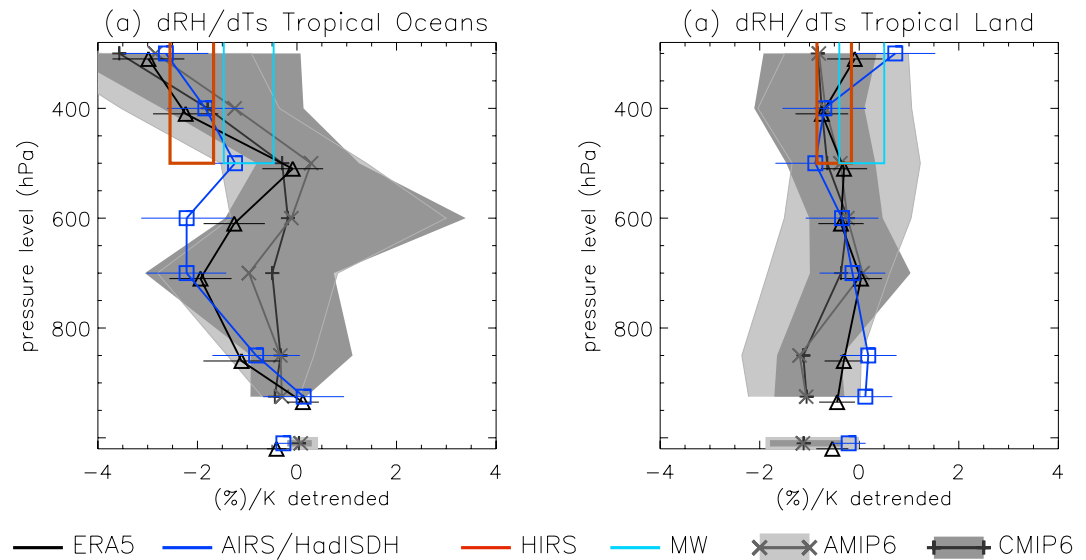 (a) dRH/dTs Tropical Oceans
(a) dRH/dTs Tropical Land
pressure level (hPa)
400
600
800
-4 -2 0 2 4
(%)/K detrended
pressure level (hPa)
400
600
800
-4 -2 0 2 4
(%)/K detrended
ERA5 AIRS/HadISDH HIRS MW AMIP6 CMIP6